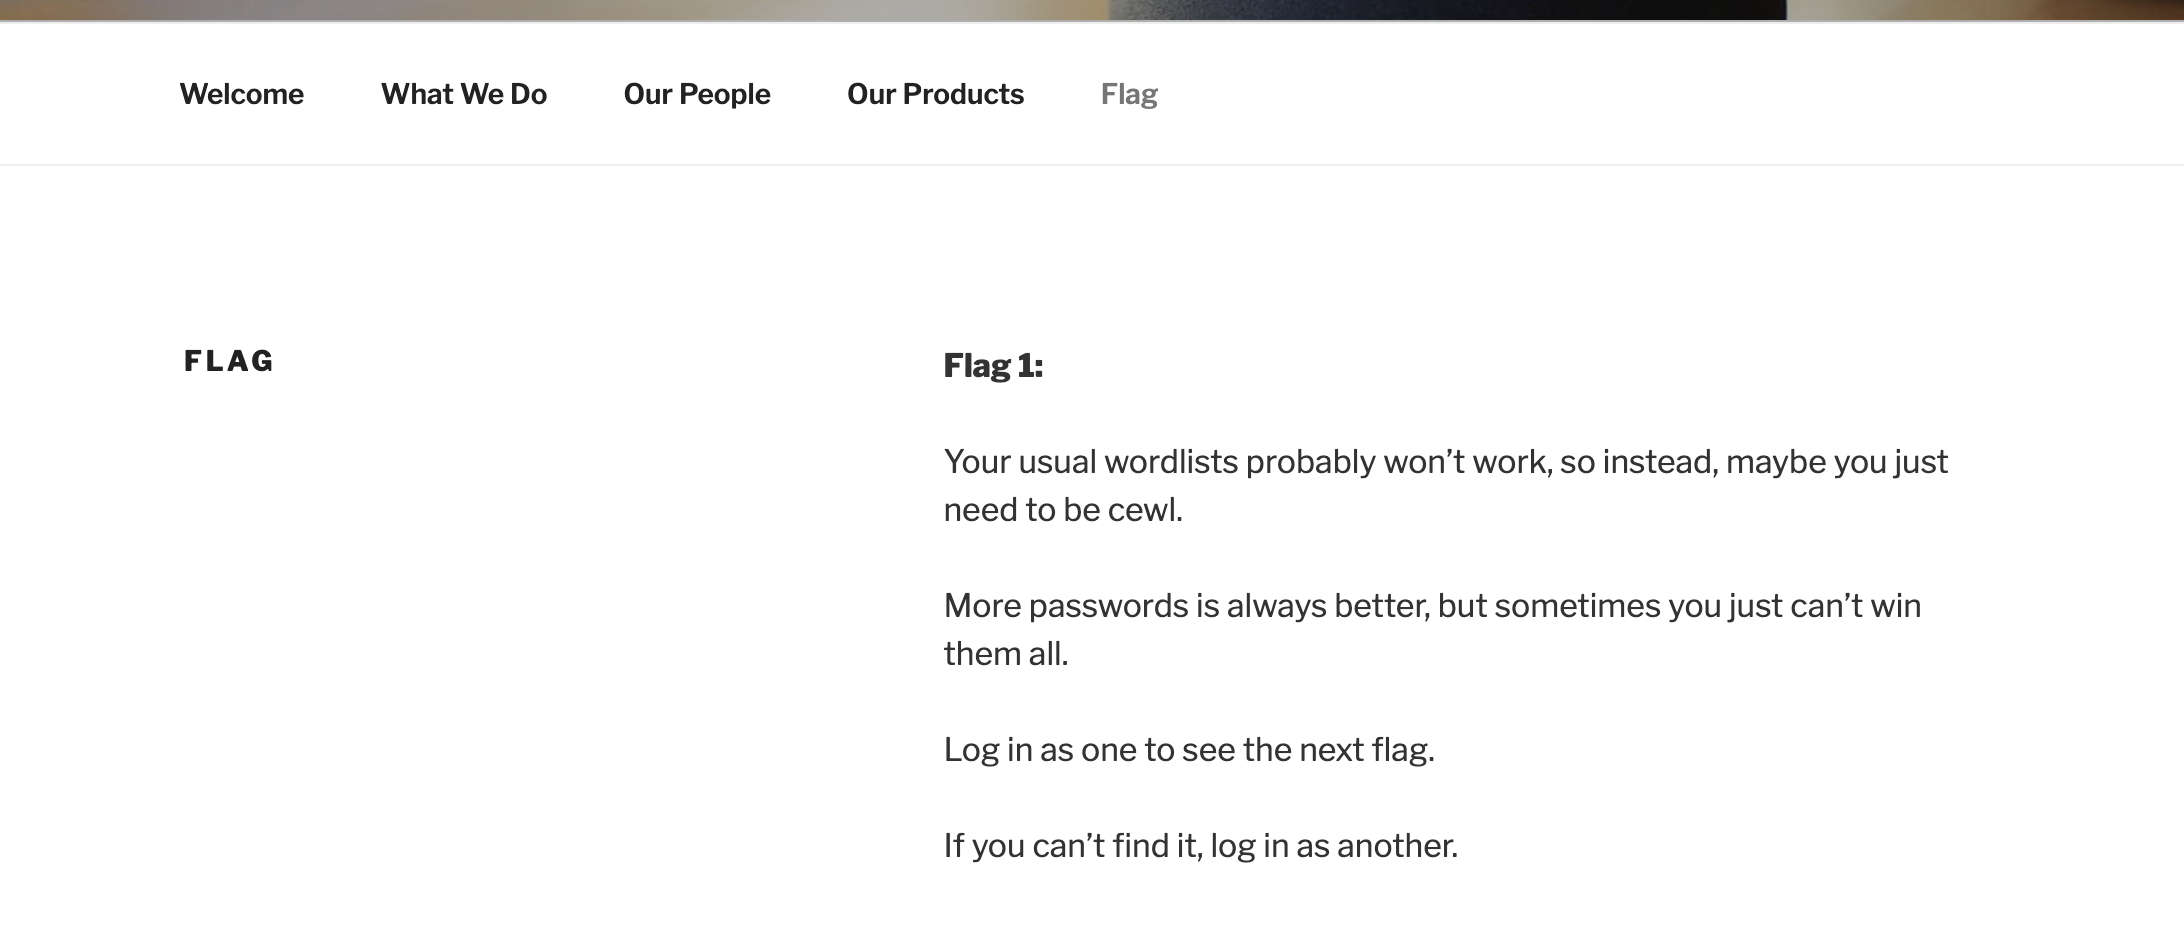 Welcome What We Do Our People Our Products Flag
FLAG
Flag 1:
Your usual wordlists probably won’t work, so instead, maybe you just
need to be cewl.
More passwords is always better, but sometimes you just can’t win
them all.
Log in as one to see the next flag.
If you can’t find it, log in as another.